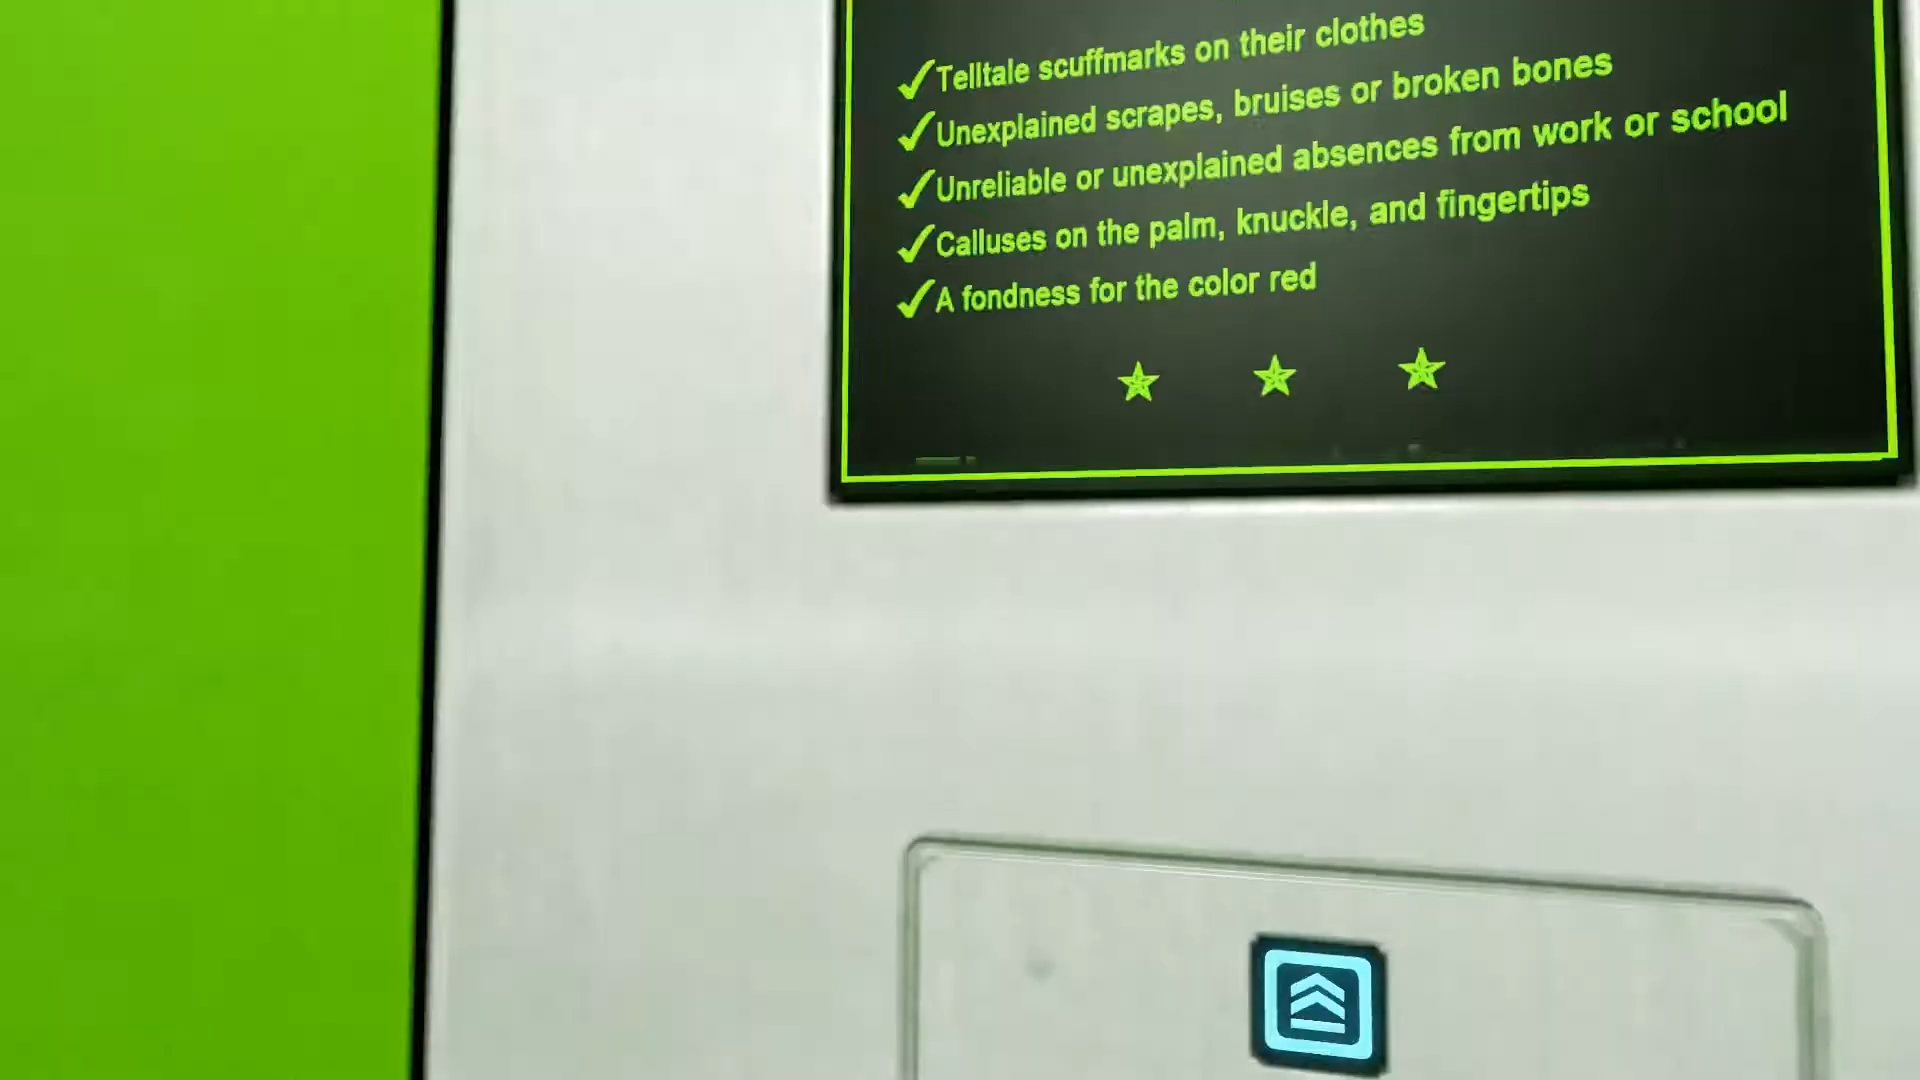 Telltale scuffmarks on their clothes
Unexplained scrapes, bruises or broken bones
Unreliable or unexplained absences from work or school
Calluses on the palm, knuckle, and fingertips
A fondness for the color red